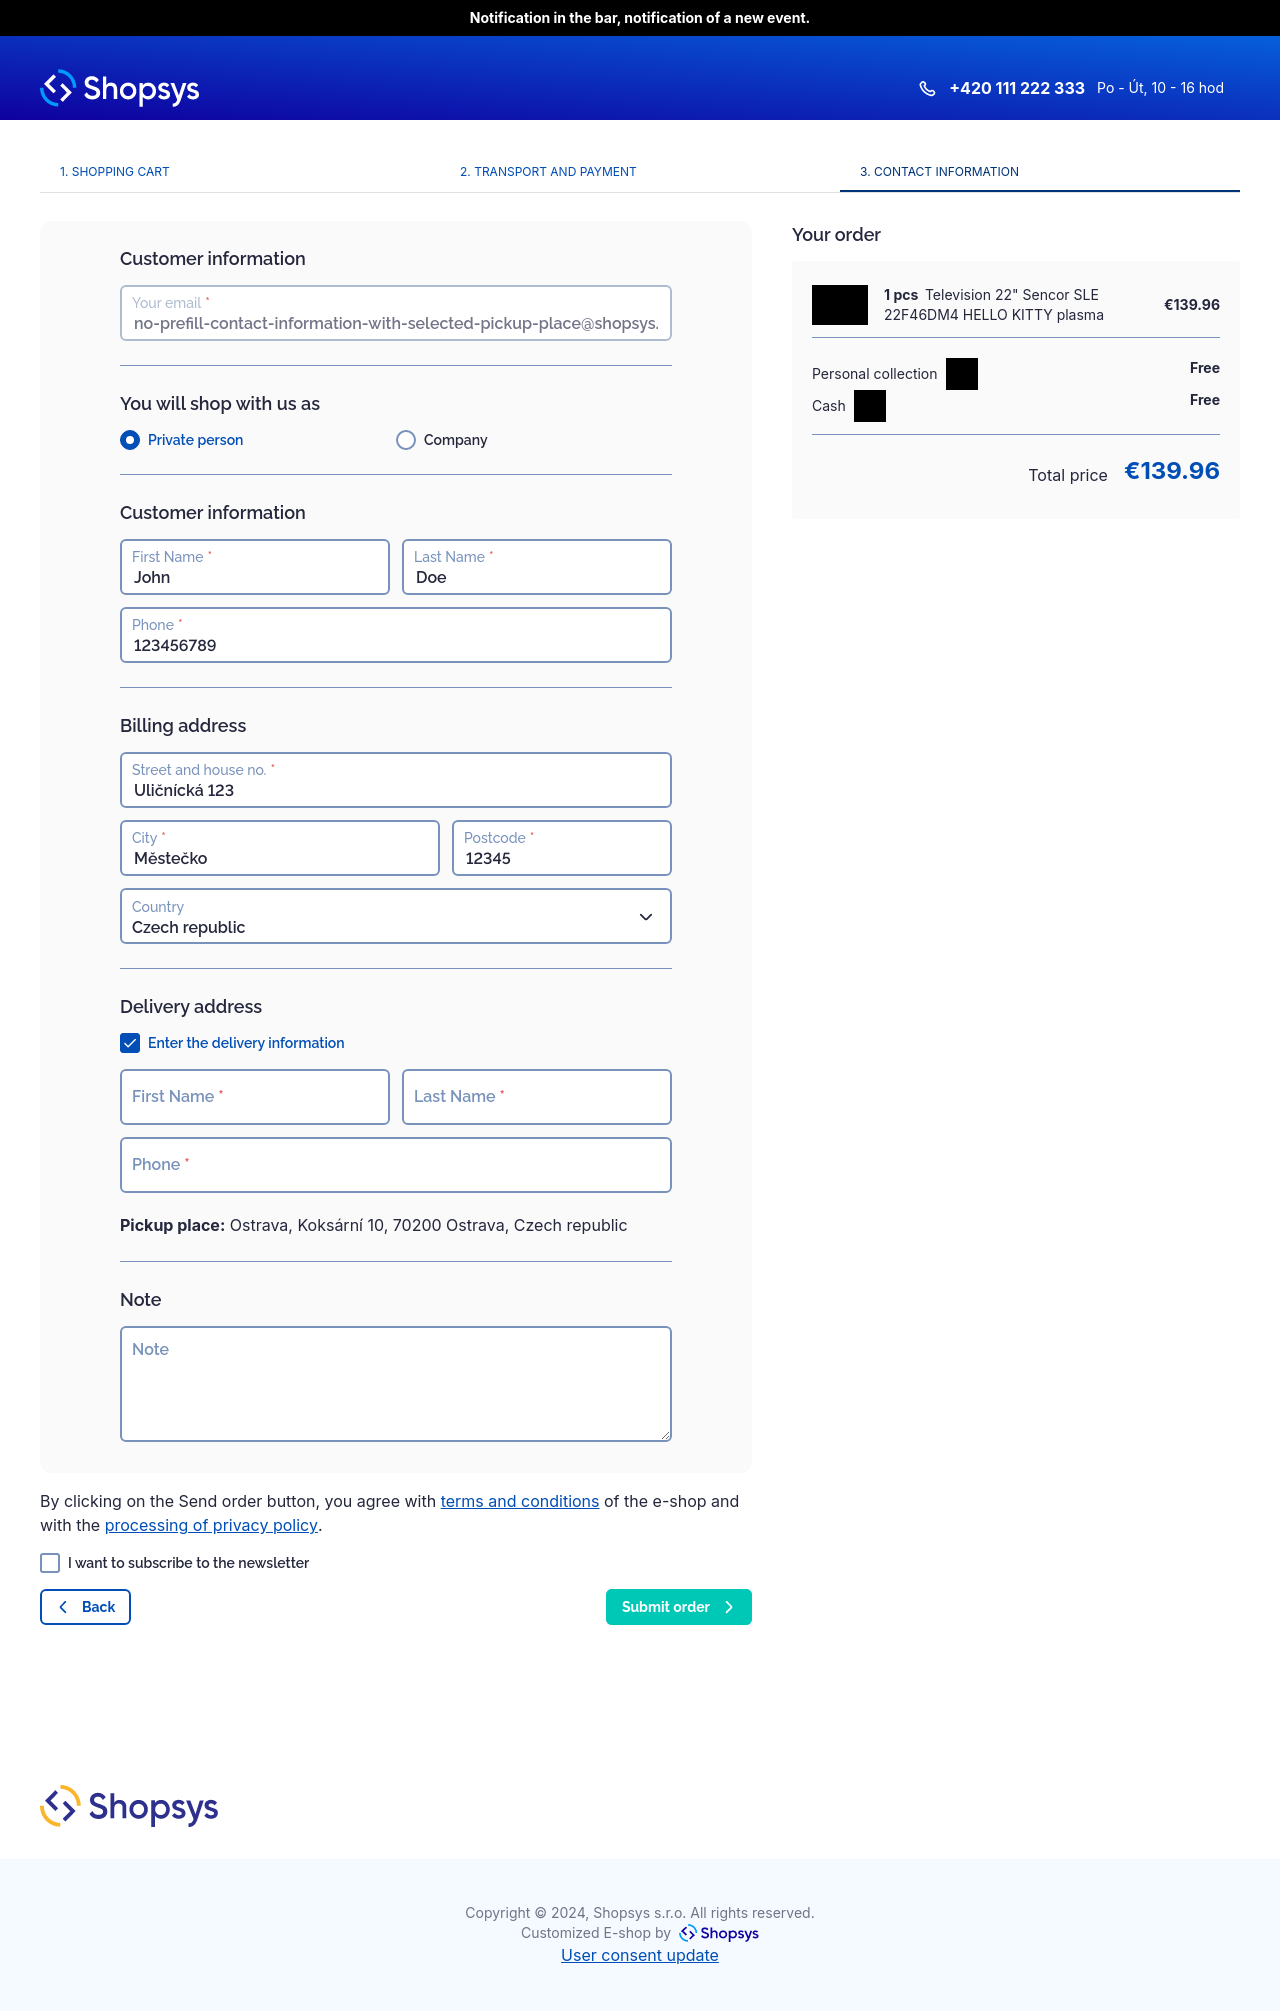 Notification in the bar, notification of a new event.
Shopsys
+420 111 222 333 Po - Út, 10 - 16 hod
1. SHOPPING CART
2. TRANSPORT AND PAYMENT
3. CONTACT INFORMATION
Customer information
Your email *
no-prefill-contact-information-with-selected-pickup-place@shopsys.
You will shop with us as
Private person
Company
Customer information
First Name *
John
Last Name *
Doe
Phone *
123456789
Billing address
Street and house no. *
Uličnícká 123
City *
Městečko
Postcode *
12345
Country
Czech republic
Delivery address
Enter the delivery information
First Name *
Last Name *
Phone *
Pickup place: Ostrava, Koksární 10, 70200 Ostrava, Czech republic
Note
Note
By clicking on the Send order button, you agree with terms and conditions of the e-shop and
with the processing of privacy policy.
I want to subscribe to the newsletter
Back
Submit order
Your order
1 pcs Television 22" Sencor SLE
22F46DM4 HELLO KITTY plasma
€139.96
Personal collection
Free
Cash
Free
Total price €139.96
Shopsys
Copyright © 2024, Shopsys s.r.o. All rights reserved.
Customized E-shop by Shopsys
User consent update